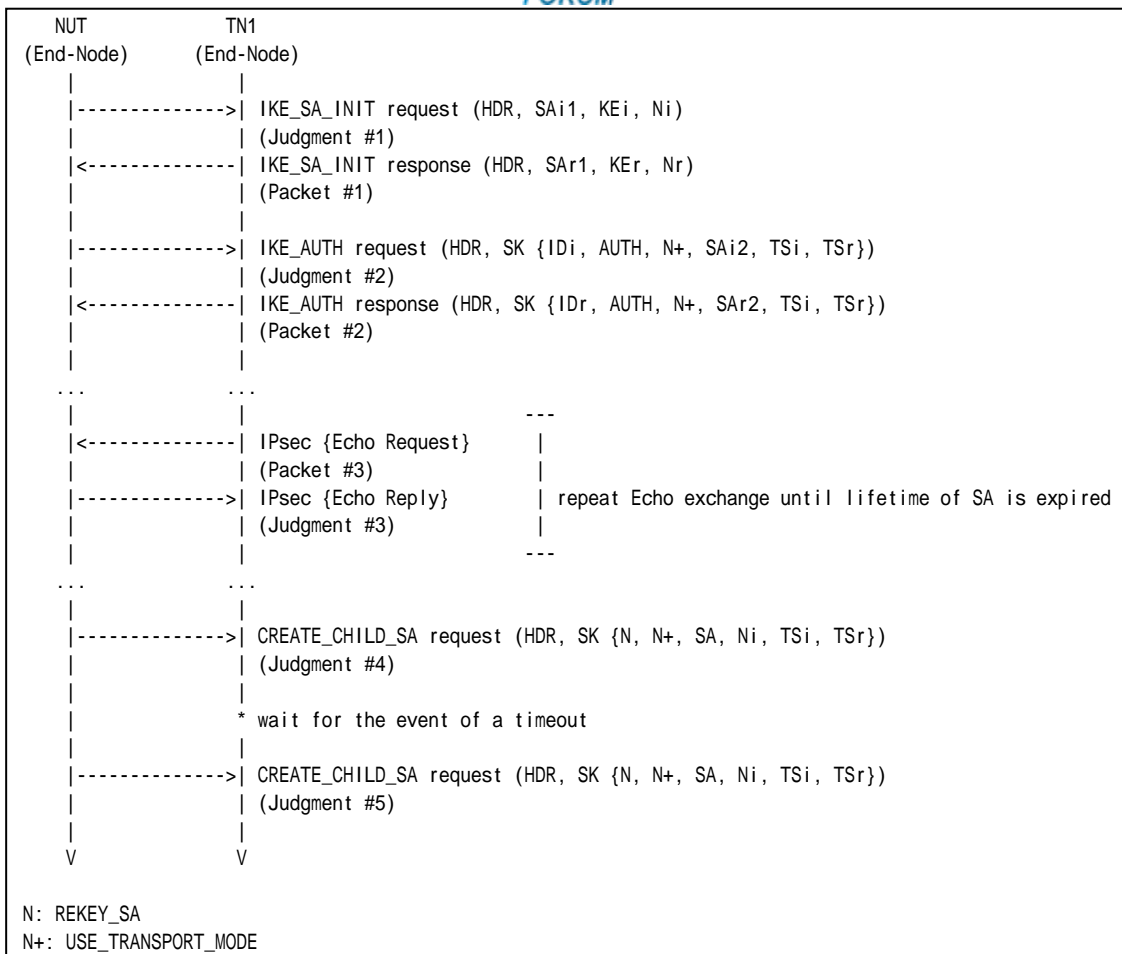 FORUM
NUT TN1
(End-Node) (End-Node)
| |
|-------------->| IKE_SA_INIT request (HDR, SAi1, KEi, Ni)
| | (Judgment #1)
|<--------------| IKE_SA_INIT response (HDR, SAr1, KEr, Nr)
| | (Packet #1)
| |
|-------------->| IKE_AUTH request (HDR, SK {IDi, AUTH, N+, SAi2, TSi, TSr})
| | (Judgment #2)
|<--------------| IKE_AUTH response (HDR, SK {IDr, AUTH, N+, SAr2, TSi, TSr})
| | (Packet #2)
| |
... ...
| | ---
|<--------------| IPsec {Echo Request} |
| | (Packet #3) |
|-------------->| IPsec {Echo Reply} | repeat Echo exchange until lifetime of SA is expired
| | (Judgment #3) |
| | ---
... ...
| |
|-------------->| CREATE_CHILD_SA request (HDR, SK {N, N+, SA, Ni, TSi, TSr})
| | (Judgment #4)
| |
| * wait for the event of a timeout
| |
|-------------->| CREATE_CHILD_SA request (HDR, SK {N, N+, SA, Ni, TSi, TSr})
| | (Judgment #5)
| |
V V
N: REKEY_SA
N+: USE_TRANSPORT_MODE